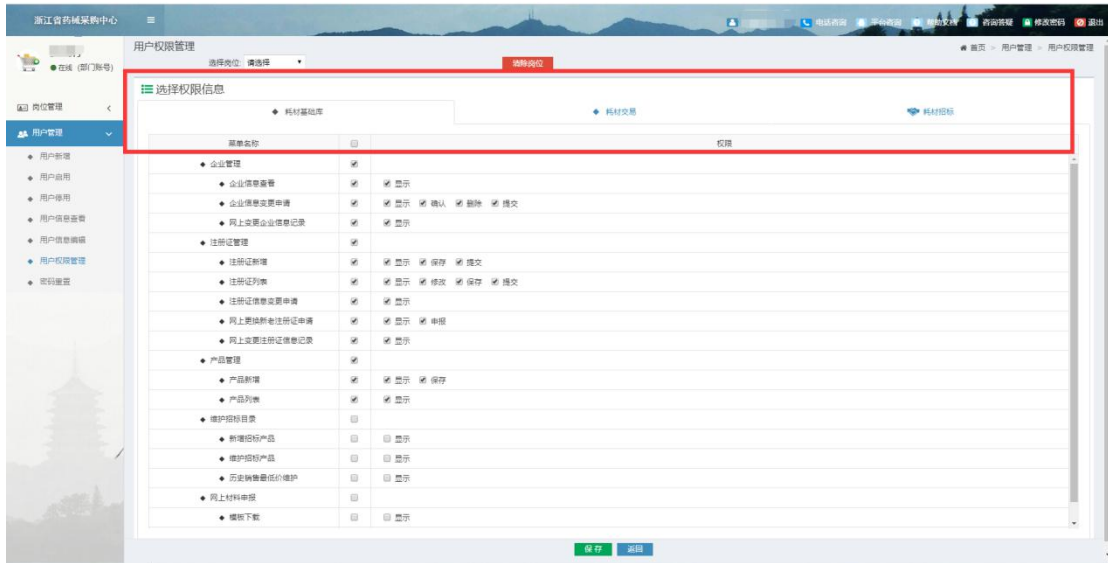 浙江省药械采购中心
电话咨询 平台咨询 帮助文档 咨询答疑 修改密码 退出
在线 (部门账号)
岗位管理
用户管理
用户新增
用户启用
用户停用
用户信息查看
用户信息编辑
用户权限管理
密码重置
用户权限管理
首页 > 用户管理 > 用户权限管理
选择岗位: 请选择 清除岗位
选择权限信息
耗材基础库 耗材交易 耗材招标
菜单名称 权限
企业管理
企业信息查看 显示
企业信息变更申请 显示 确认 删除 提交
网上变更企业信息记录 显示
注册证管理
注册证新增 显示 保存 提交
注册证列表 显示 修改 保存 提交
注册证信息变更申请 显示
网上更换新老注册证申请 显示 申报
网上变更注册证信息记录 显示
产品管理
产品新增 显示 保存
产品列表 显示
维护招标目录
新增招标产品 显示
维护招标产品 显示
历史销售最低价维护 显示
网上材料申报
模板下载 显示
保存 返回